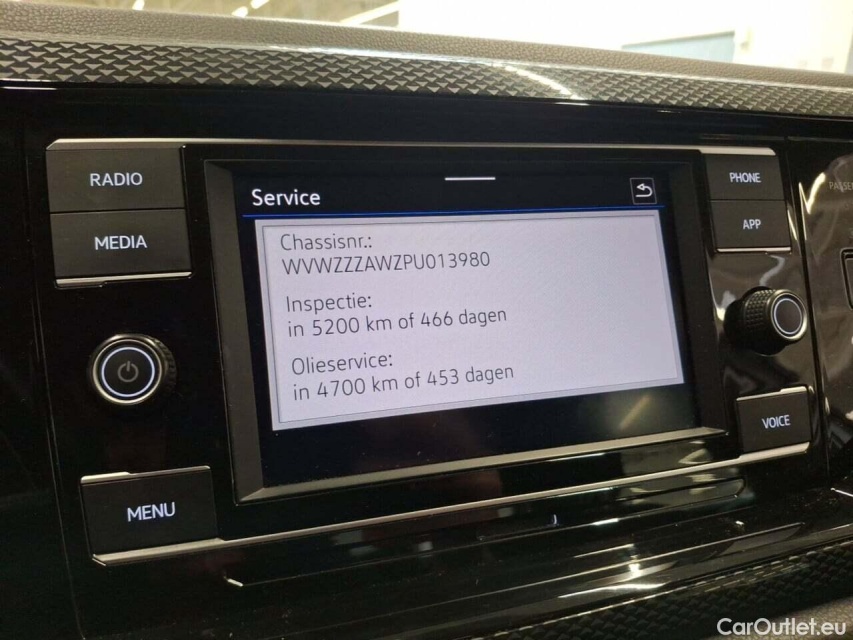 RADIO
MEDIA
MENU
Service
Chassisnr.:
WVWZZZAWZPU013980
Inspectie:
in 5200 km of 466 dagen
Olieservice:
in 4700 km of 453 dagen
PHONE
APP
VOICE
CarOutlet.eu